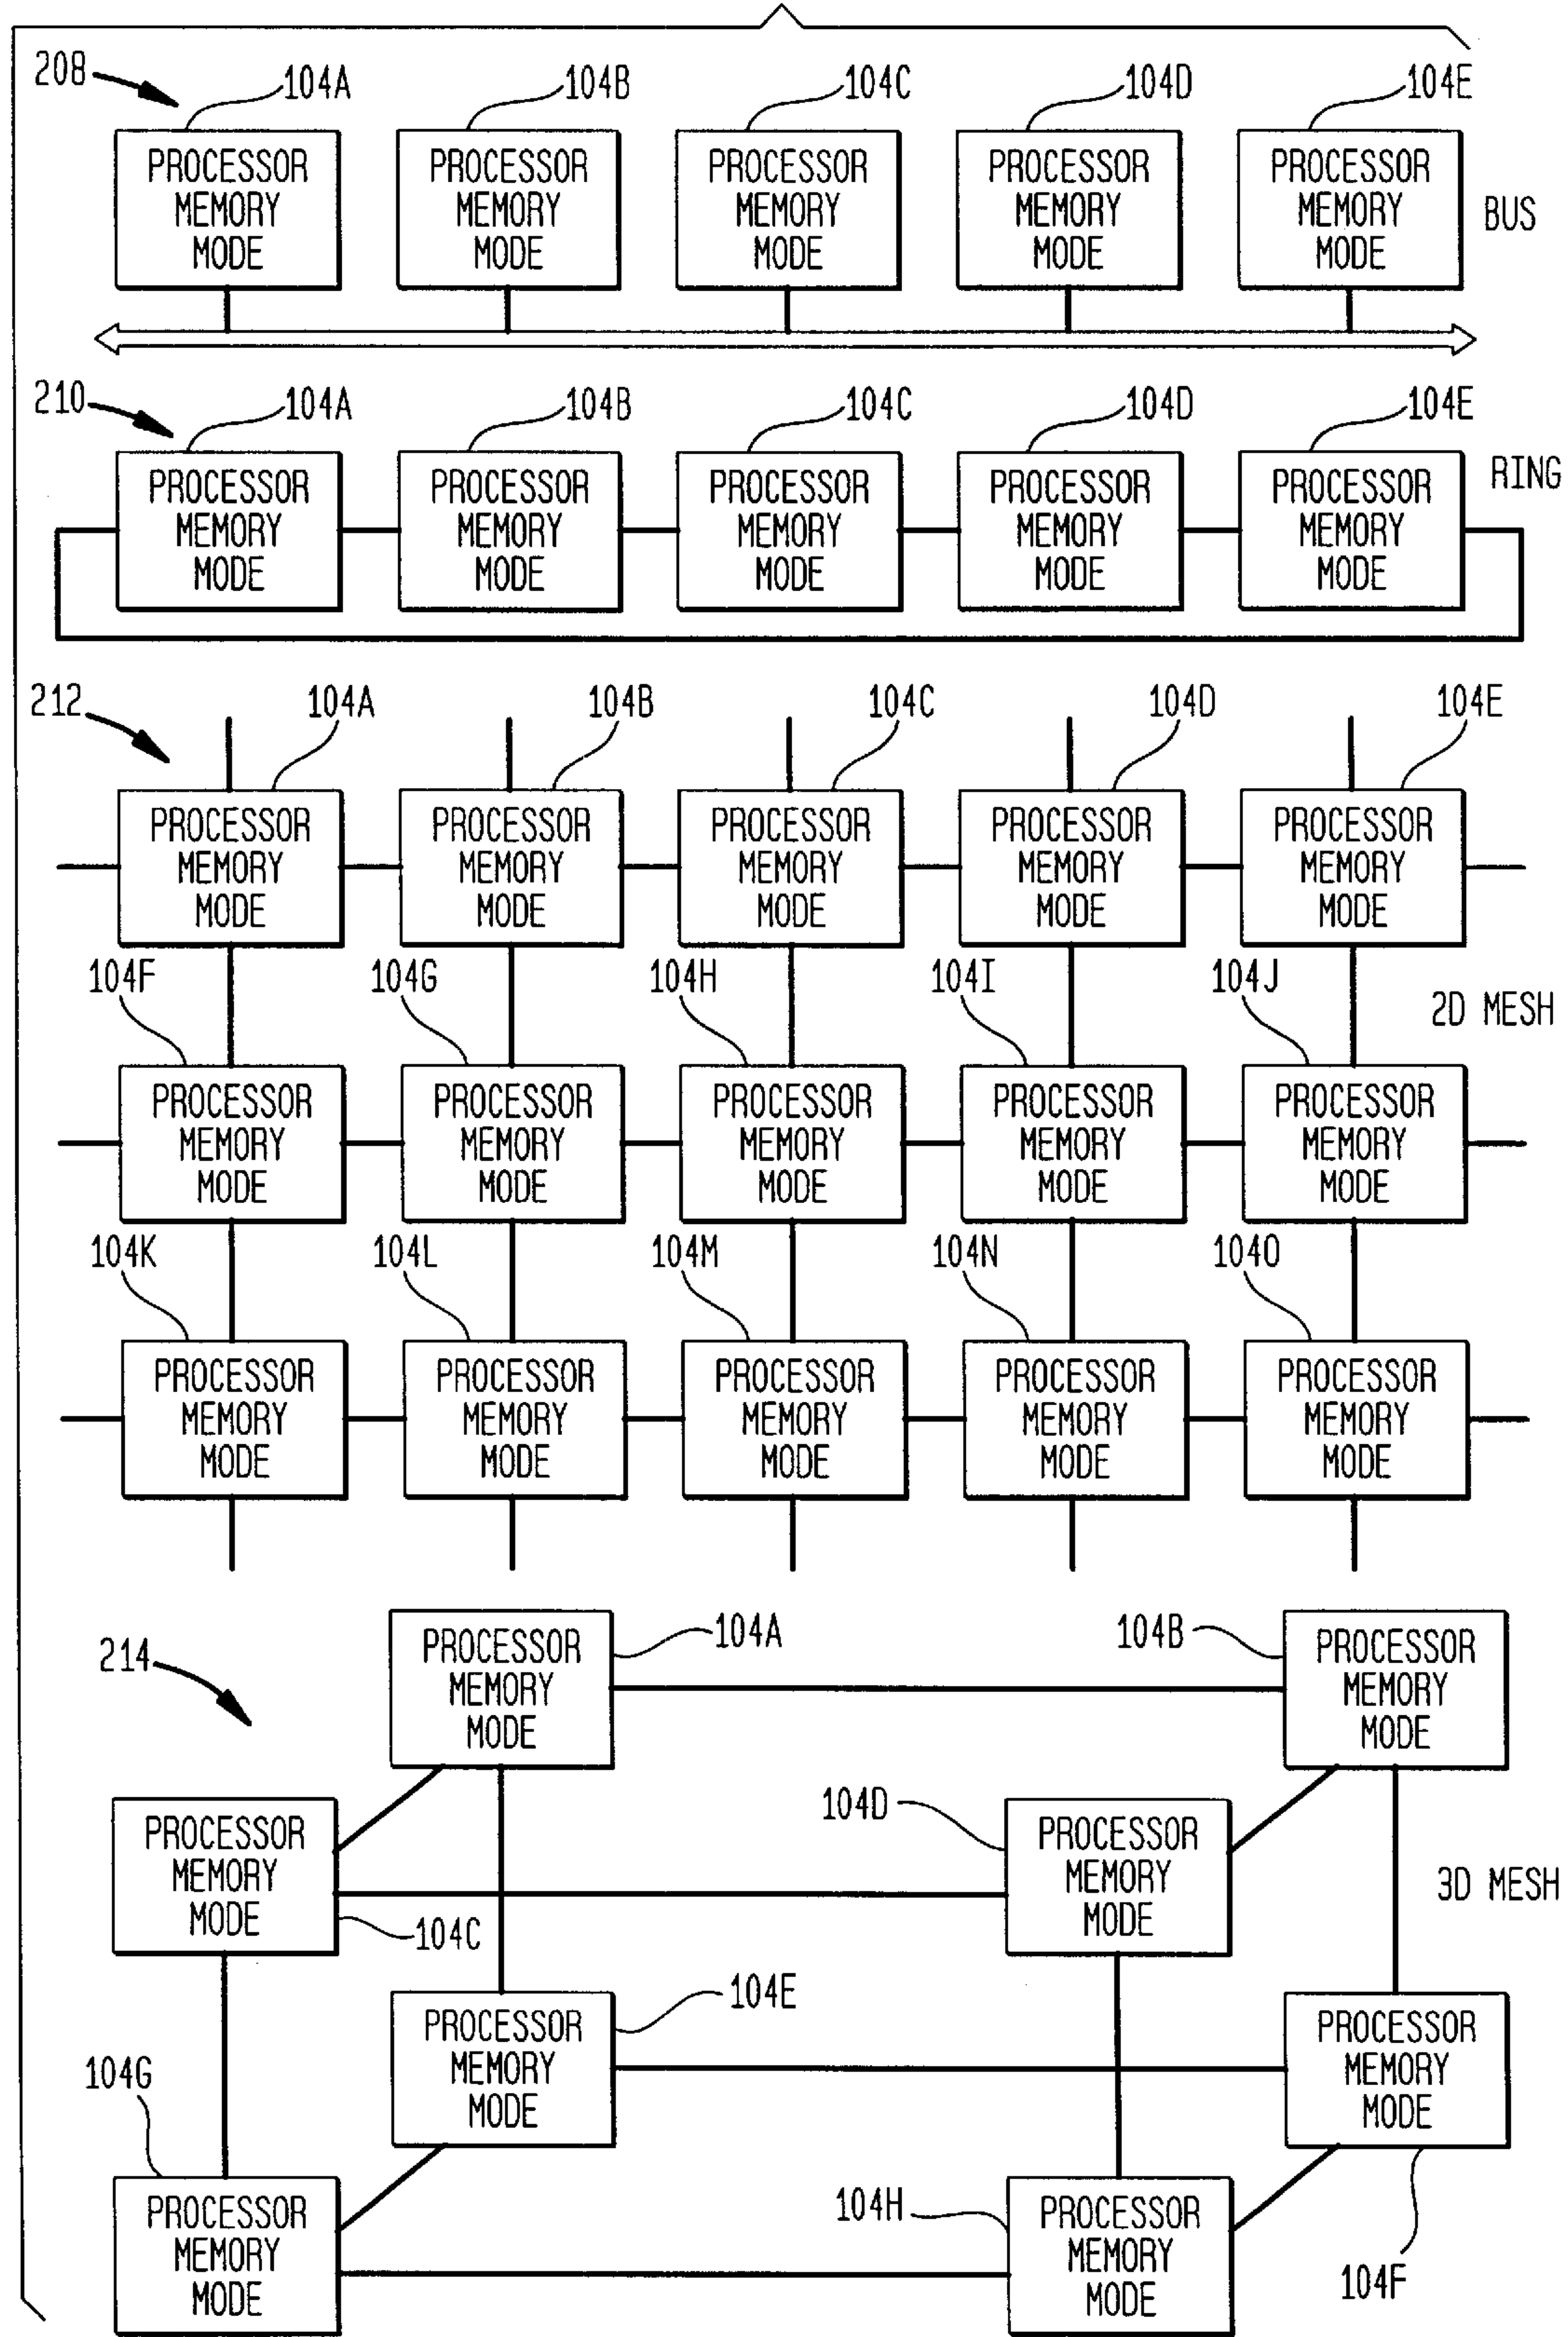 208
104A
104B
104C
104D
104E
PROCESSOR
MEMORY
MODE
PROCESSOR
MEMORY
MODE
PROCESSOR
MEMORY
MODE
PROCESSOR
MEMORY
MODE
PROCESSOR
MEMORY
MODE
BUS
210
104A
104B
104C
104D
104E
PROCESSOR
MEMORY
MODE
PROCESSOR
MEMORY
MODE
PROCESSOR
MEMORY
MODE
PROCESSOR
MEMORY
MODE
PROCESSOR
MEMORY
MODE
RING
212
104A
104B
104C
104D
104E
PROCESSOR
MEMORY
MODE
PROCESSOR
MEMORY
MODE
PROCESSOR
MEMORY
MODE
PROCESSOR
MEMORY
MODE
PROCESSOR
MEMORY
MODE
104F
104G
104H
104I
104J
2D MESH
PROCESSOR
MEMORY
MODE
PROCESSOR
MEMORY
MODE
PROCESSOR
MEMORY
MODE
PROCESSOR
MEMORY
MODE
PROCESSOR
MEMORY
MODE
104K
104L
104M
104N
104O
PROCESSOR
MEMORY
MODE
PROCESSOR
MEMORY
MODE
PROCESSOR
MEMORY
MODE
PROCESSOR
MEMORY
MODE
PROCESSOR
MEMORY
MODE
214
PROCESSOR
MEMORY
MODE
104A
104B
PROCESSOR
MEMORY
MODE
PROCESSOR
MEMORY
MODE
104C
104D
PROCESSOR
MEMORY
MODE
3D MESH
PROCESSOR
MEMORY
MODE
104E
PROCESSOR
MEMORY
MODE
104F
104G
PROCESSOR
MEMORY
MODE
104H
PROCESSOR
MEMORY
MODE